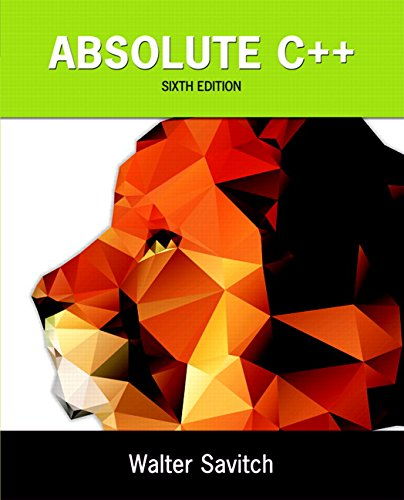 ABSOLUTE C++
SIXTH EDITION
Walter Savitch